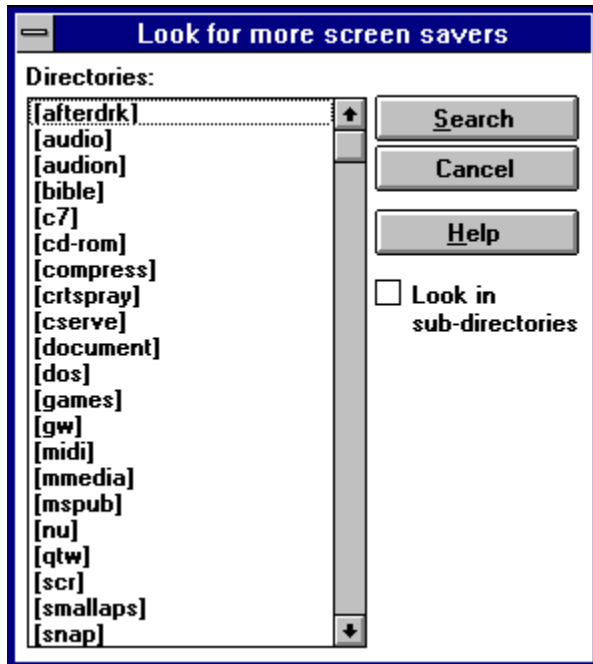 Look for more screen savers
Directories:
[afterdrk]
[audio]
[audion]
[bible]
[c7]
[cd-rom]
[compress]
[crtspray]
[cserve]
[document]
[dos]
[games]
[gw]
[midi]
[mmedia]
[mspub]
[nu]
[qtw]
[scr]
[smallaps]
[snap]
Search
Cancel
Help
Look in
sub-directories